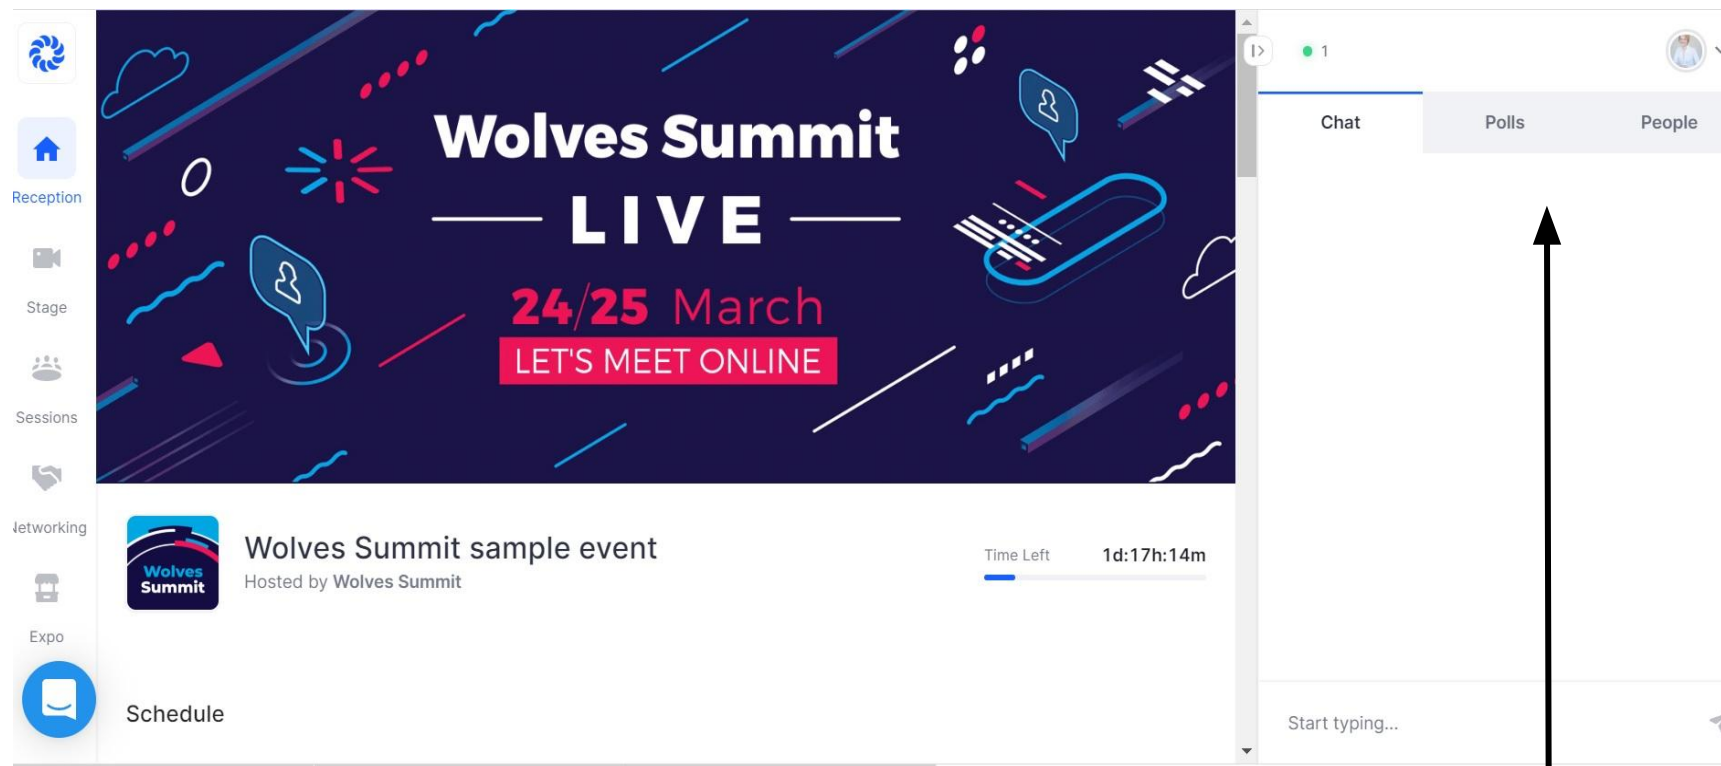 Reception
Stage
Sessions
Networking
Expo
Wolves Summit
LIVE
24/25 March
LET'S MEET ONLINE
Wolves
Summit
Wolves Summit sample event
Hosted by Wolves Summit
Time Left 1d:17h:14m
Schedule
1
Chat Polls People
Start typing...